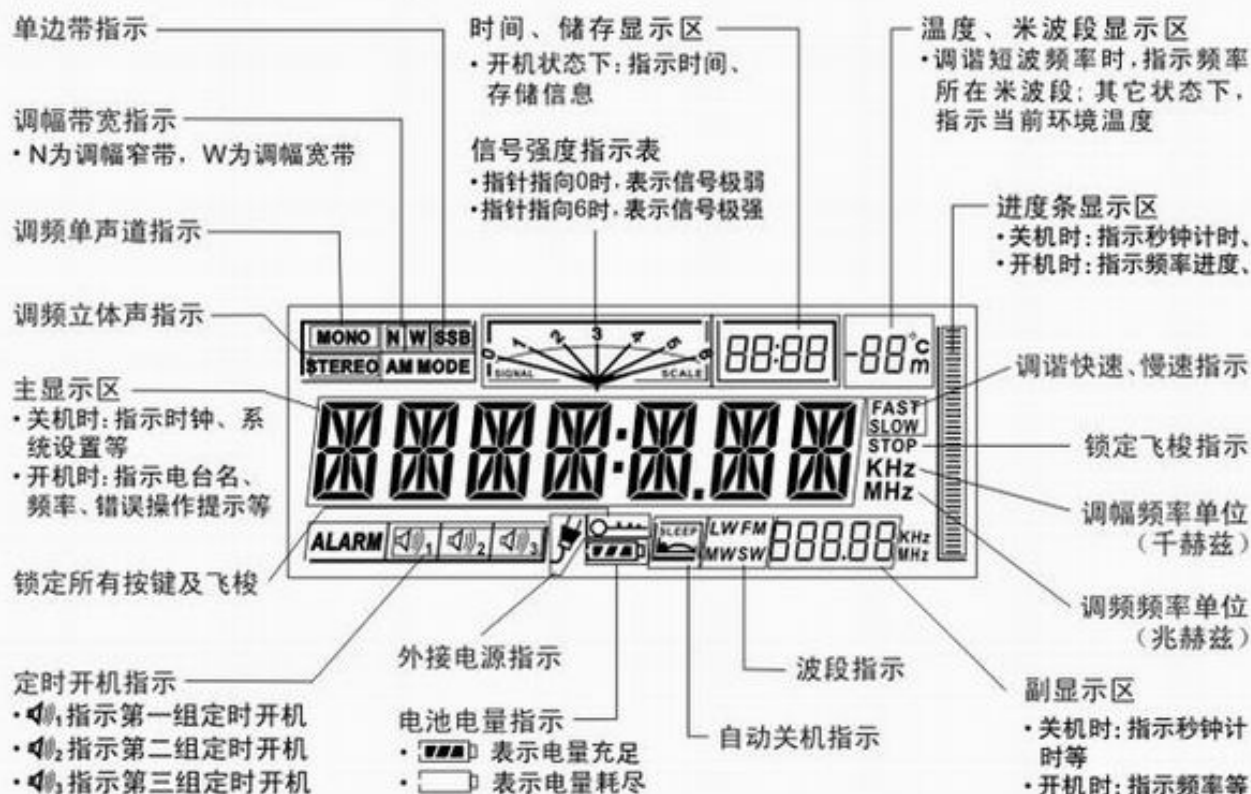 单边带指示
时间、储存显示区
• 开机状态下：指示时间、
存储信息
温度、米波段显示区
• 调谐短波频率时，指示频率
所在米波段；其它状态下，
指示当前环境温度
调幅带宽指示
• N为调幅窄带，W为调幅宽带
信号强度指示表
• 指针指向0时，表示信号极弱
• 指针指向6时，表示信号极强
调频单声道指示
进度条显示区
• 关机时：指示秒钟计时、
• 开机时：指示频率进度、
调频立体声指示
MONO N W SSB
STEREO AM MODE
0 1 2 3 4 5 6
SIGNAL SCALE
88:88
-88°C
m
调谐快速、慢速指示
主显示区
• 关机时：指示时钟、系
统设置等
• 开机时：指示电台名、
频率、错误操作提示等
FAST
SLOW
STOP
KHz
MHz
锁定飞梭指示
调幅频率单位
（千赫兹）
ALARM 1 2 3
SLEEP
LW FM
MW SW
888.88 KHz
MHz
锁定所有按键及飞梭
调频频率单位
（兆赫兹）
外接电源指示
波段指示
定时开机指示
• 1指示第一组定时开机
• 2指示第二组定时开机
• 3指示第三组定时开机
电池电量指示
• 表示电量充足
• 表示电量耗尽
自动关机指示
副显示区
• 关机时：指示秒钟计
时等
• 开机时：指示频率等